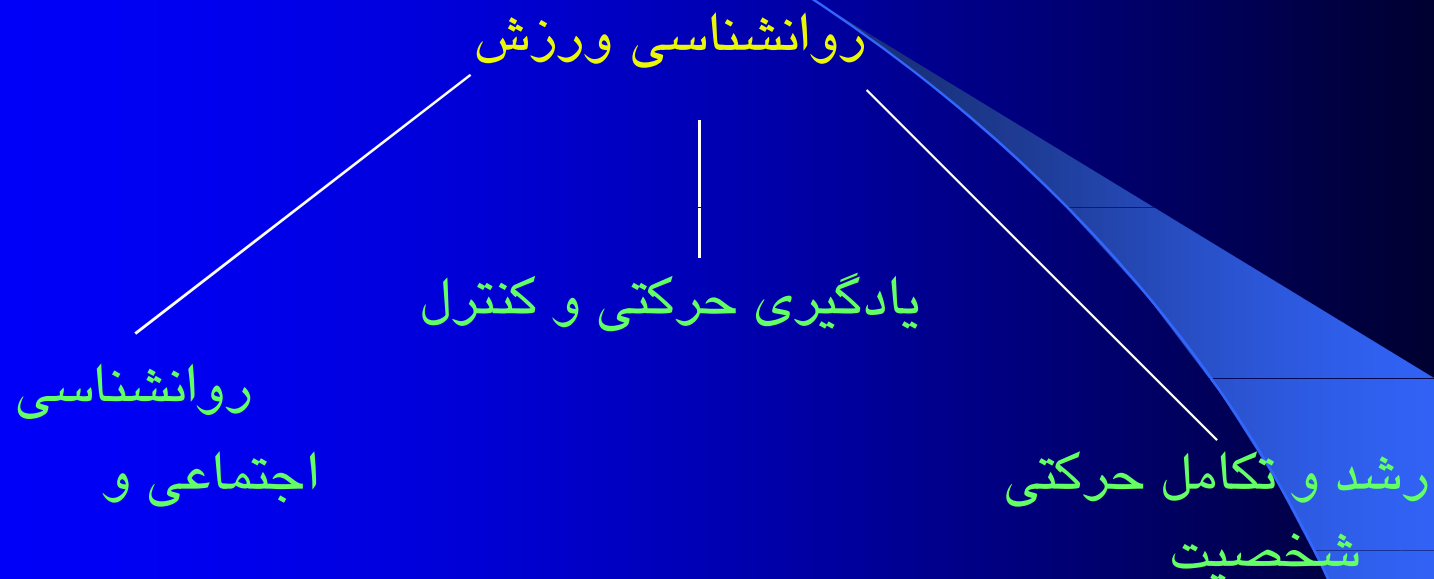 روانشناسی ورزش
یادگیری حرکتی و کنترل
روانشناسی
اجتماعی و
رشد و تکامل حرکتی
شخصیت